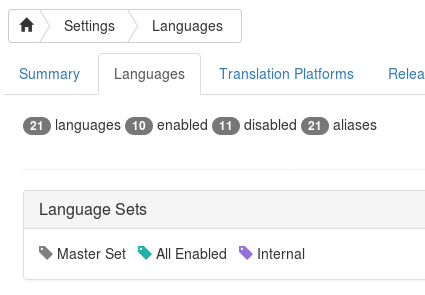 Settings Languages
Summary Languages Translation Platforms Relea
21 languages 10 enabled 11 disabled 21 aliases
Language Sets
Master Set All Enabled Internal